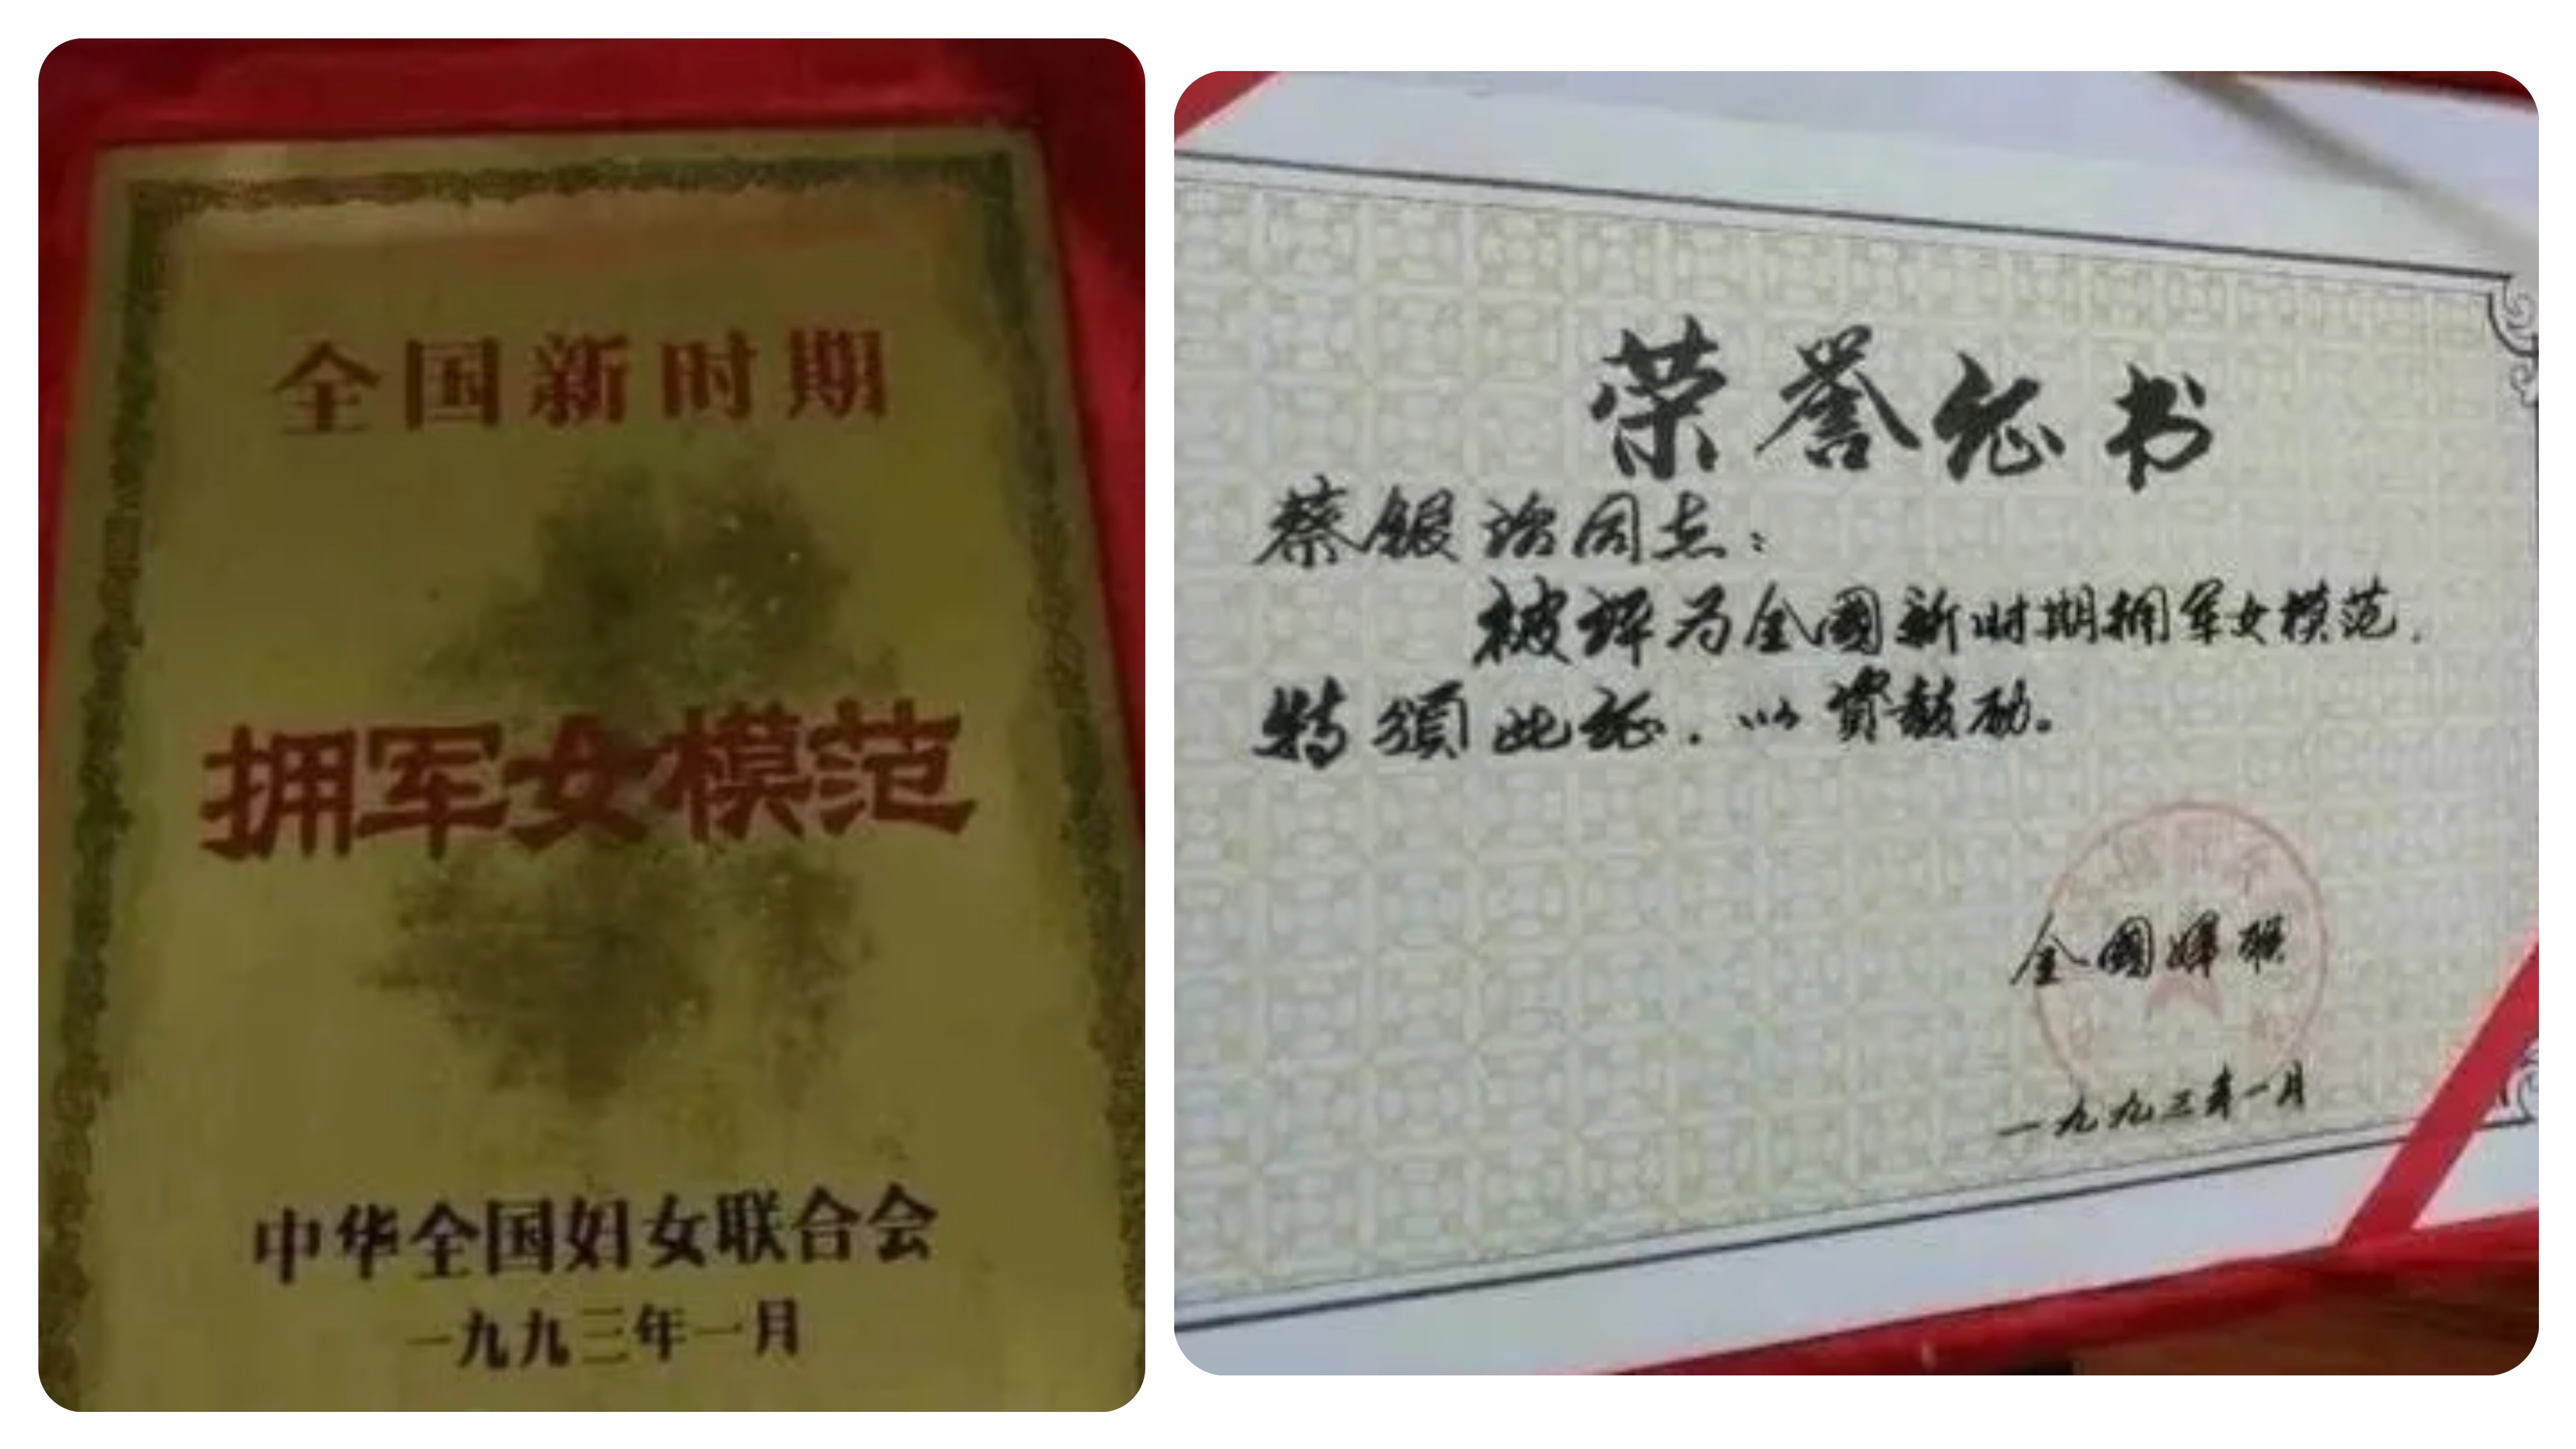 全国新时期
拥军女模范
中华全国妇女联合会
一九九三年一月
荣誉证书
蔡银治同志：
被评为全國新时期拥军女模范.
特颁此证.以资鼓励。
全國婦联
一九九三年一月